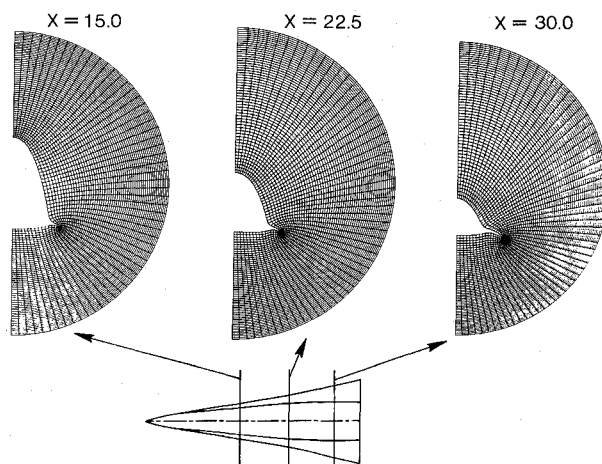 X = 15.0
X = 22.5
X = 30.0